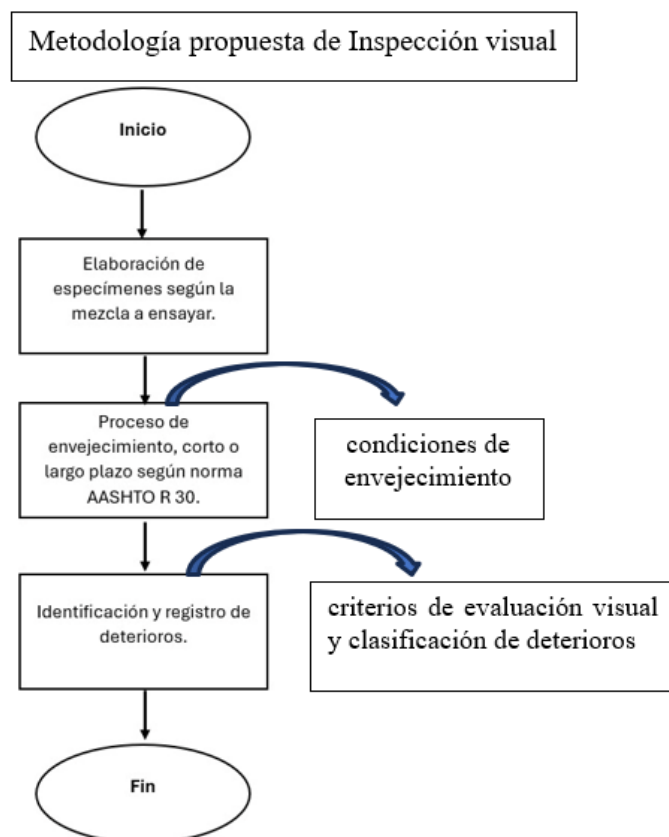 Metodología propuesta de Inspección visual
Inicio
Elaboración de
especímenes según la
mezcla a ensayar.
Proceso de
envejecimiento, corto o
largo plazo según norma
AASHTO R 30.
condiciones de
envejecimiento
Identificación y registro de
deterioros.
criterios de evaluación visual
y clasificación de deterioros
Fin